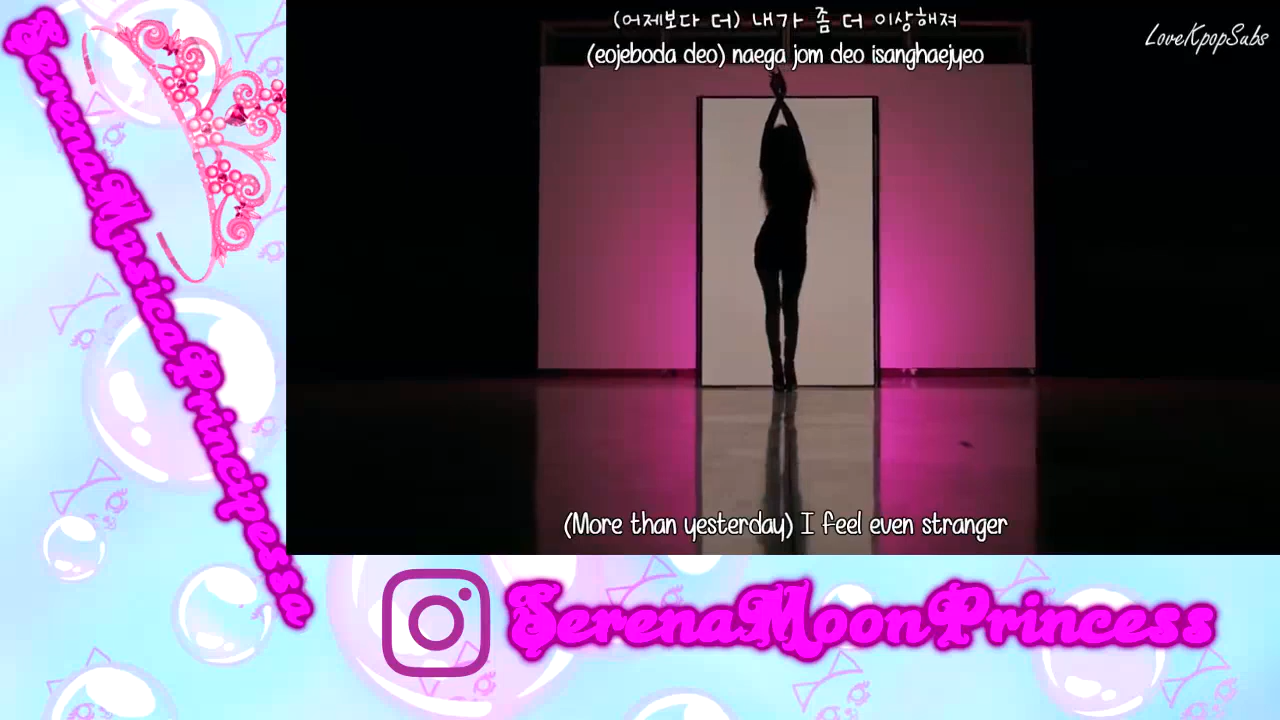 (어제보다 더) 내가 좀 더 이상해져
(eojeboda deo) naega jom deo isanghaejyeo
LoveKpopSubs
SerenaMusicaPrincipessa
(More than yesterday) I feel even stranger
SerenaMoonPrincess